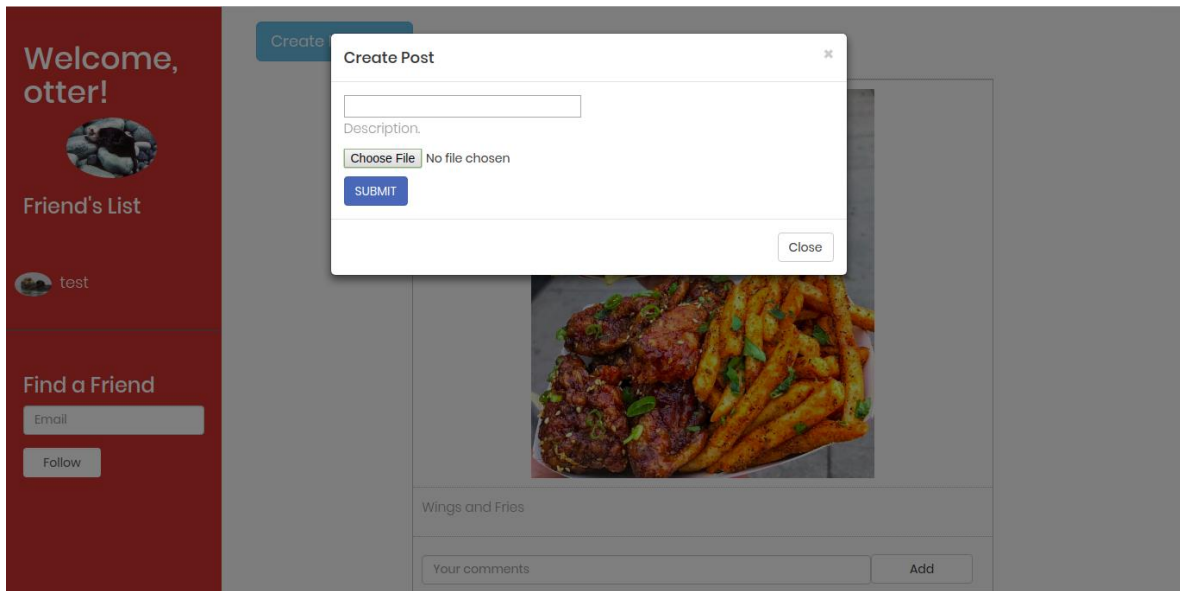 Welcome,
otter!
Friend's List
test
Find a Friend
Email
Follow
Create
Create Post
×
Description.
Choose File No file chosen
SUBMIT
Close
Wings and Fries
Your comments
Add